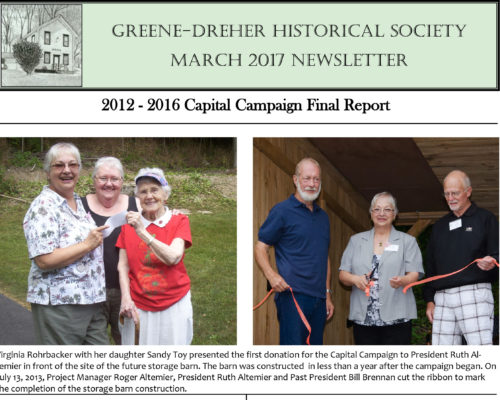 GREENE-DREHER HISTORICAL SOCIETY
MARCH 2017 NEWSLETTER
2012 - 2016 Capital Campaign Final Report
Virginia Rohrbacker with her daughter Sandy Toy presented the first donation for the Capital Campaign to President Ruth Al-
temier in front of the site of the future storage barn. The barn was constructed in less than a year after the campaign began. On
July 13, 2013, Project Manager Roger Altemier, President Ruth Altemier and Past President Bill Brennan cut the ribbon to mark
the completion of the storage barn construction.